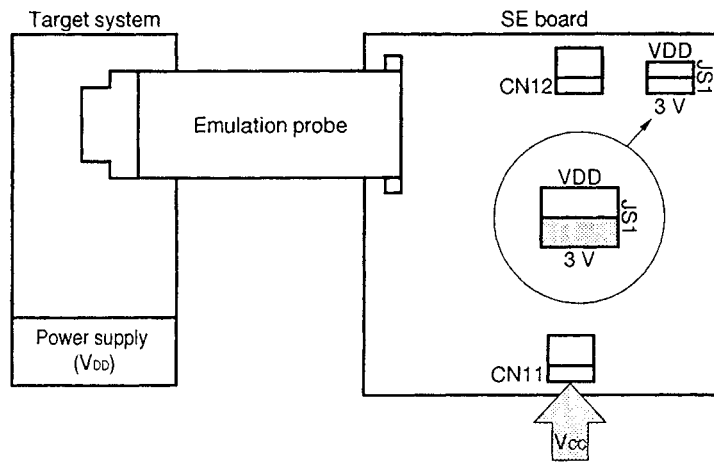 Target system
SE board
VDD
JS1
3 V
CN12
Emulation probe
VDD
JS1
3 V
Power supply
(VDD)
CN11
Vcc